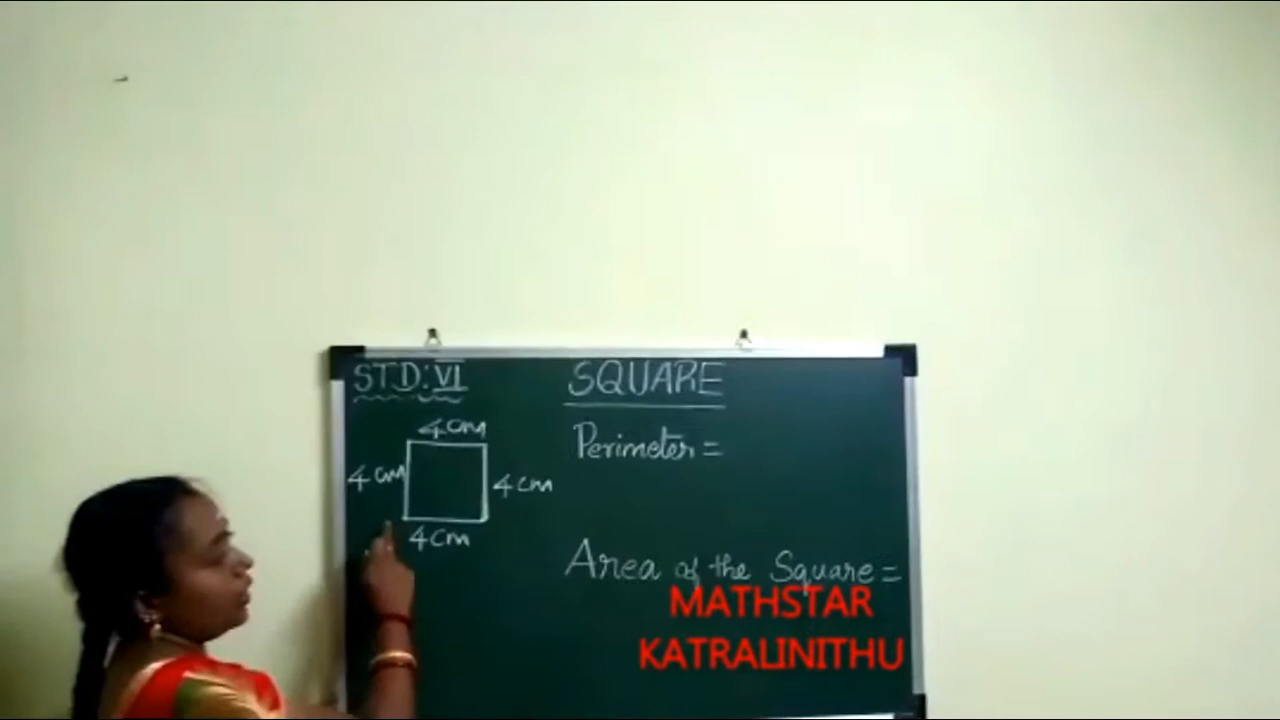 STD: VI
SQUARE
4 cm
4 cm
4 cm
4 cm
Perimeter =
Area of the Square =
MATHSTAR
KATRALINITHU